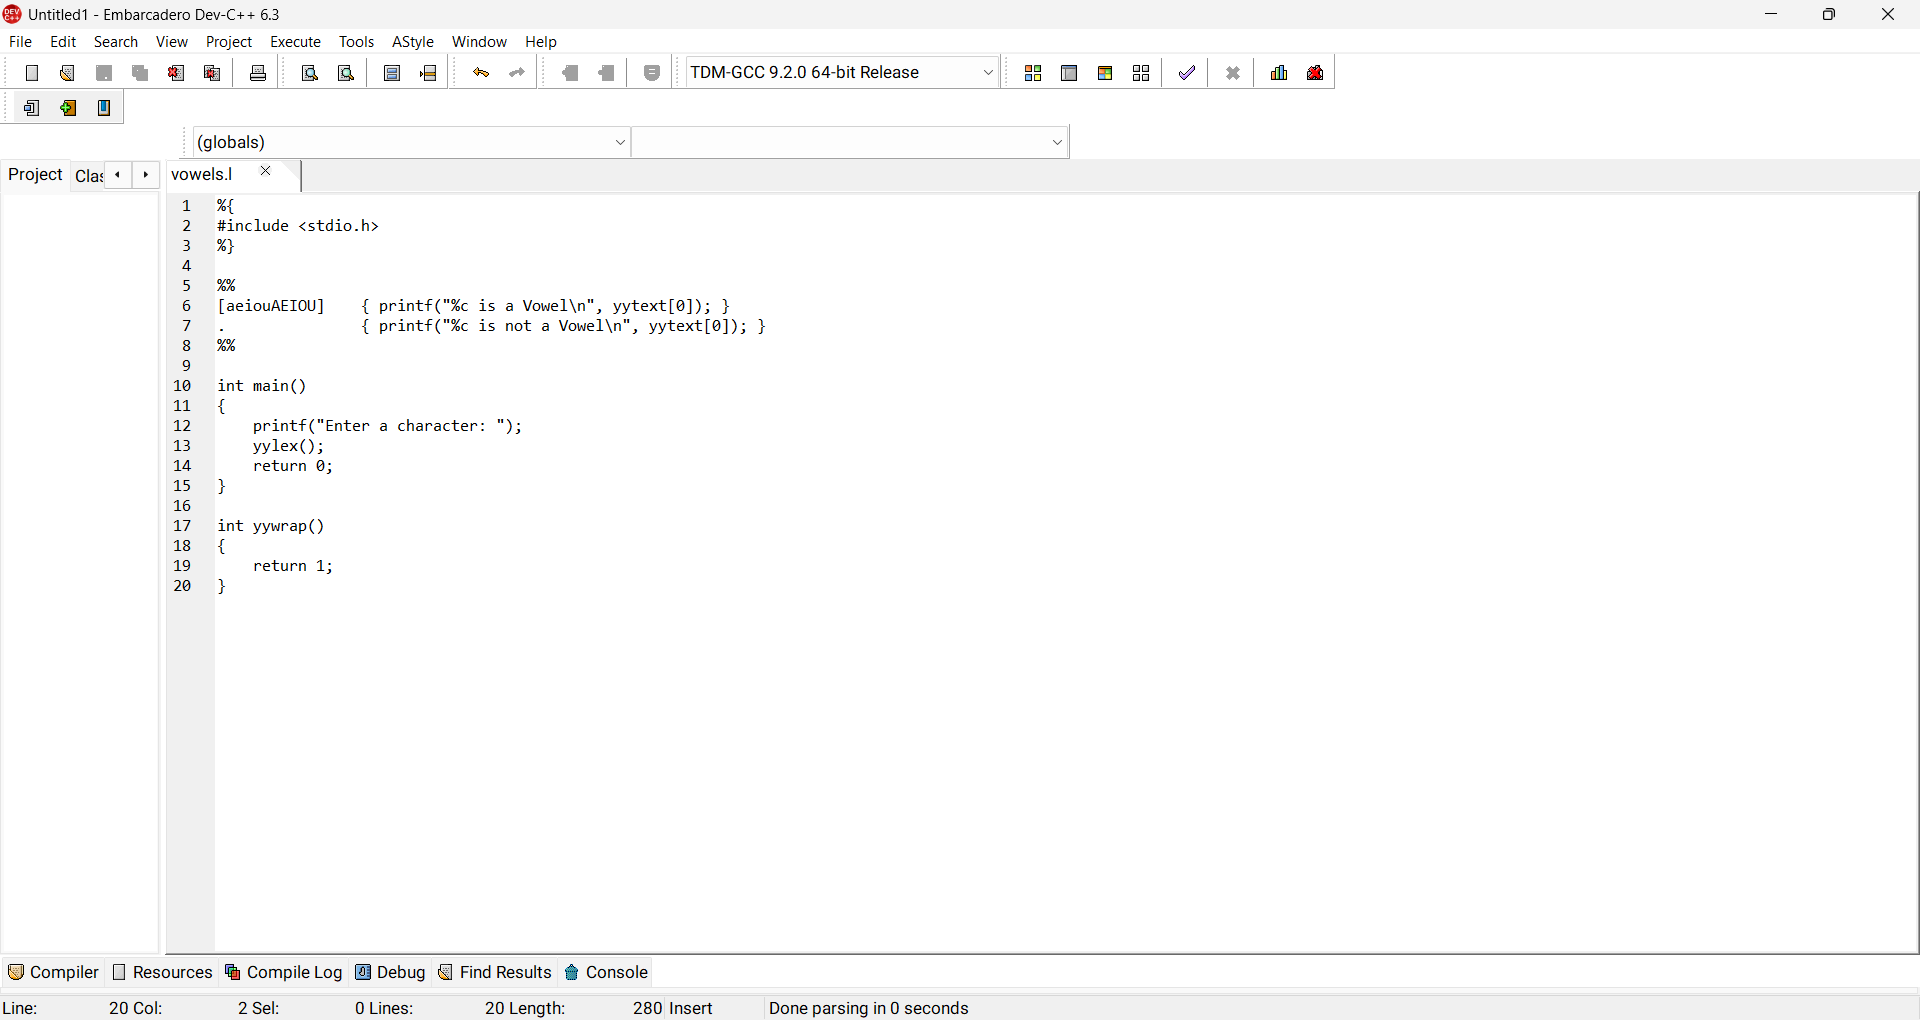 Untitled1 - Embarcadero Dev-C++ 6.3
File Edit Search View Project Execute Tools AStyle Window Help
TDM-GCC 9.2.0 64-bit Release
(globals)
Project Clas
vowels.l
1 %{
2 #include <stdio.h>
3 %}
4
5 %%
6 [aeiouAEIOU]    { printf("%c is a Vowel\n", yytext[0]); }
7 .               { printf("%c is not a Vowel\n", yytext[0]); }
8 %%
9
10 int main()
11 {
12     printf("Enter a character: ");
13     yylex();
14     return 0;
15 }
16
17 int yywrap()
18 {
19     return 1;
20 }
Compiler Resources Compile Log Debug Find Results Console
Line: 20 Col: 2 Sel: 0 Lines: 20 Length: 280 Insert Done parsing in 0 seconds